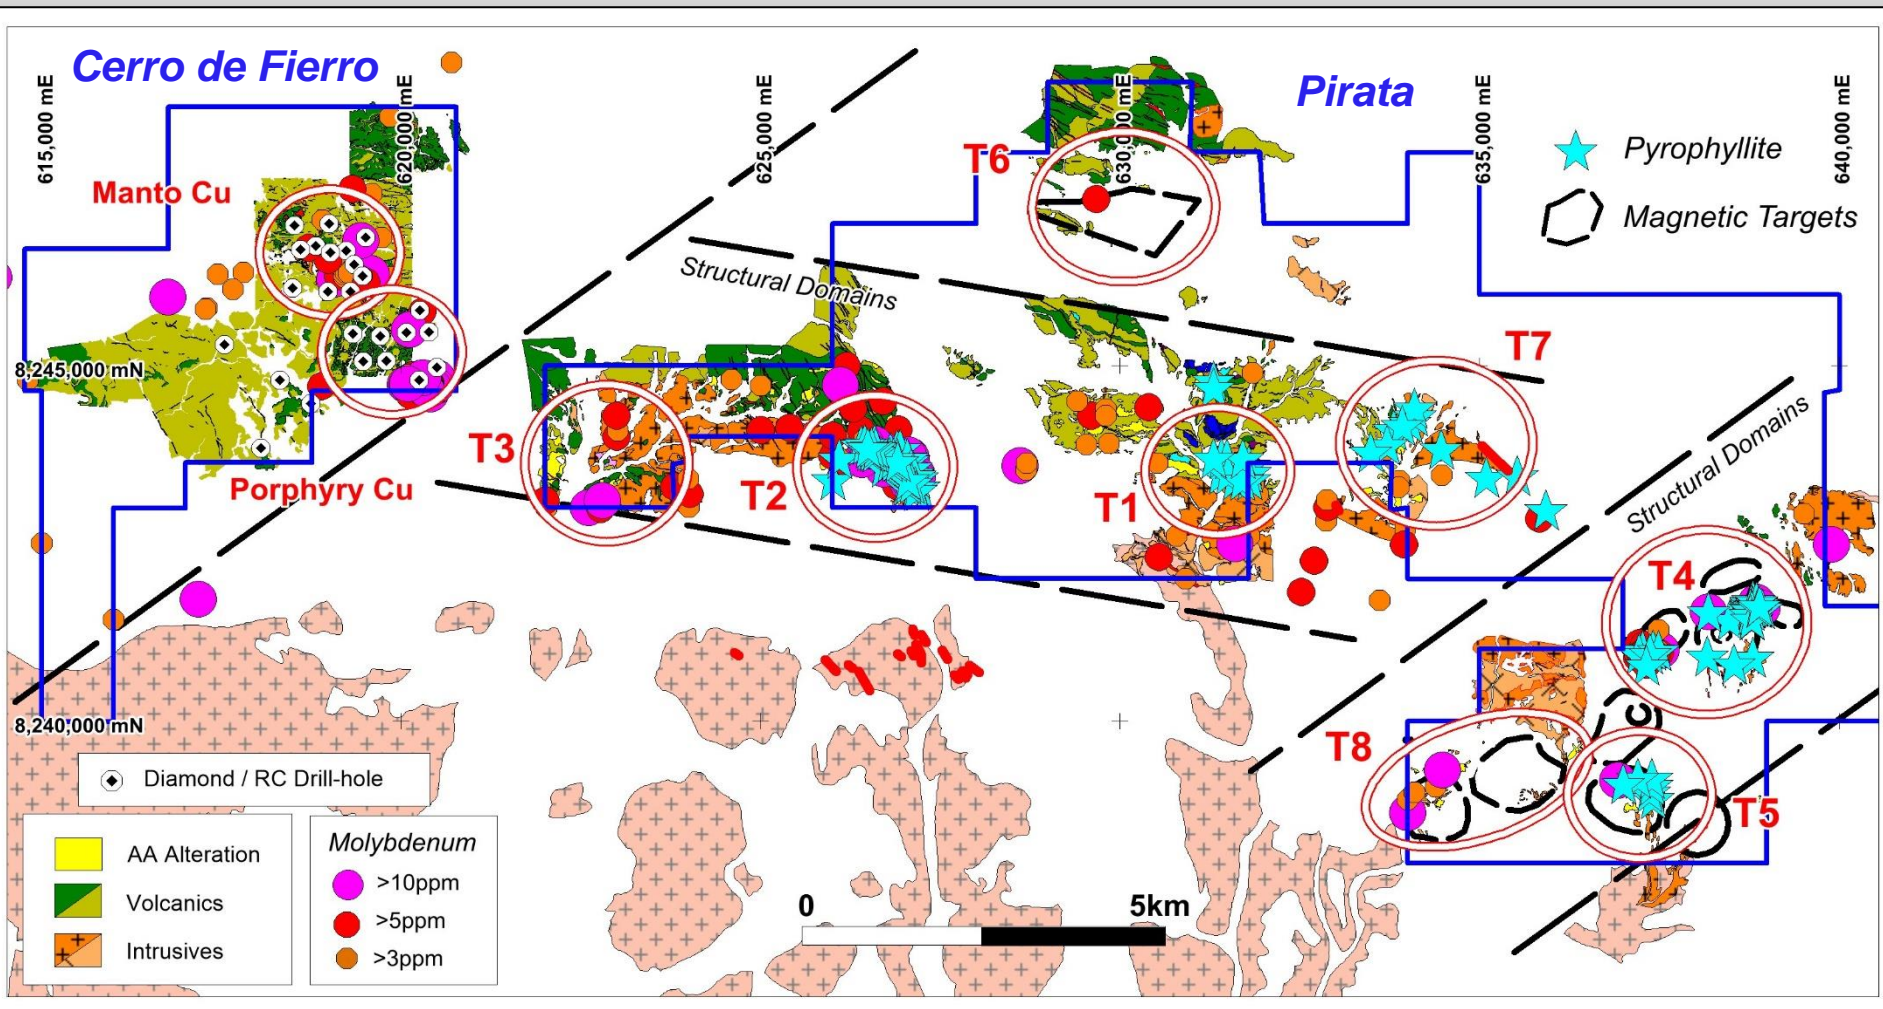 Cerro de Fierro
Pirata
615,000 mE
620,000 mE
625,000 mE
630,000 mE
635,000 mE
640,000 mE
Pyrophyllite
Magnetic Targets
T6
Manto Cu
Structural Domains
T7
8,245,000 mN
T3
Porphyry Cu
T2
T1
Structural Domains
T4
8,240,000 mN
T8
T5
Diamond / RC Drill-hole
AA Alteration
Volcanics
Intrusives
Molybdenum
>10ppm
>5ppm
>3ppm
0
5km